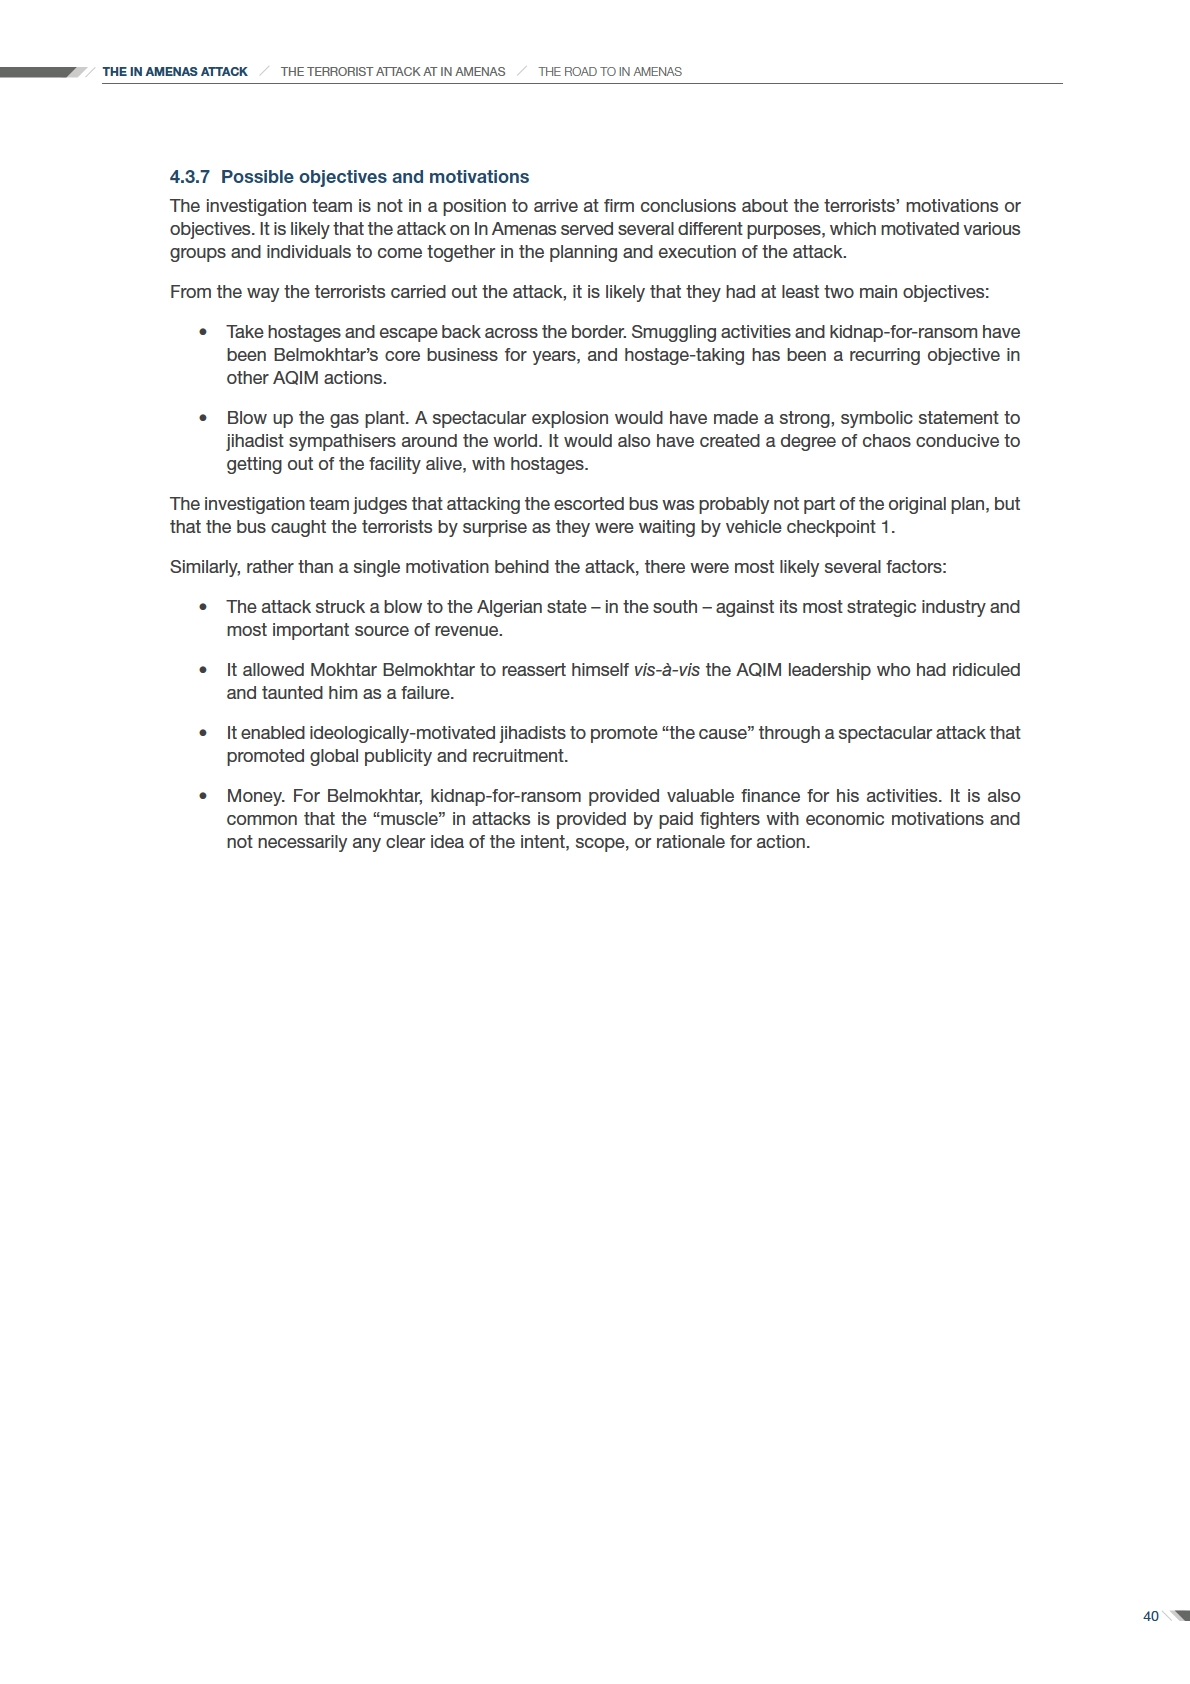 THE IN AMENAS ATTACK / THE TERRORIST ATTACK AT IN AMENAS / THE ROAD TO IN AMENAS
4.3.7 Possible objectives and motivations
The investigation team is not in a position to arrive at firm conclusions about the terrorists’ motivations or
objectives. It is likely that the attack on In Amenas served several different purposes, which motivated various
groups and individuals to come together in the planning and execution of the attack.
From the way the terrorists carried out the attack, it is likely that they had at least two main objectives:
• Take hostages and escape back across the border. Smuggling activities and kidnap-for-ransom have
been Belmokhtar’s core business for years, and hostage-taking has been a recurring objective in
other AQIM actions.
• Blow up the gas plant. A spectacular explosion would have made a strong, symbolic statement to
jihadist sympathisers around the world. It would also have created a degree of chaos conducive to
getting out of the facility alive, with hostages.
The investigation team judges that attacking the escorted bus was probably not part of the original plan, but
that the bus caught the terrorists by surprise as they were waiting by vehicle checkpoint 1.
Similarly, rather than a single motivation behind the attack, there were most likely several factors:
• The attack struck a blow to the Algerian state – in the south – against its most strategic industry and
most important source of revenue.
• It allowed Mokhtar Belmokhtar to reassert himself vis-à-vis the AQIM leadership who had ridiculed
and taunted him as a failure.
• It enabled ideologically-motivated jihadists to promote “the cause” through a spectacular attack that
promoted global publicity and recruitment.
• Money. For Belmokhtar, kidnap-for-ransom provided valuable finance for his activities. It is also
common that the “muscle” in attacks is provided by paid fighters with economic motivations and
not necessarily any clear idea of the intent, scope, or rationale for action.
40